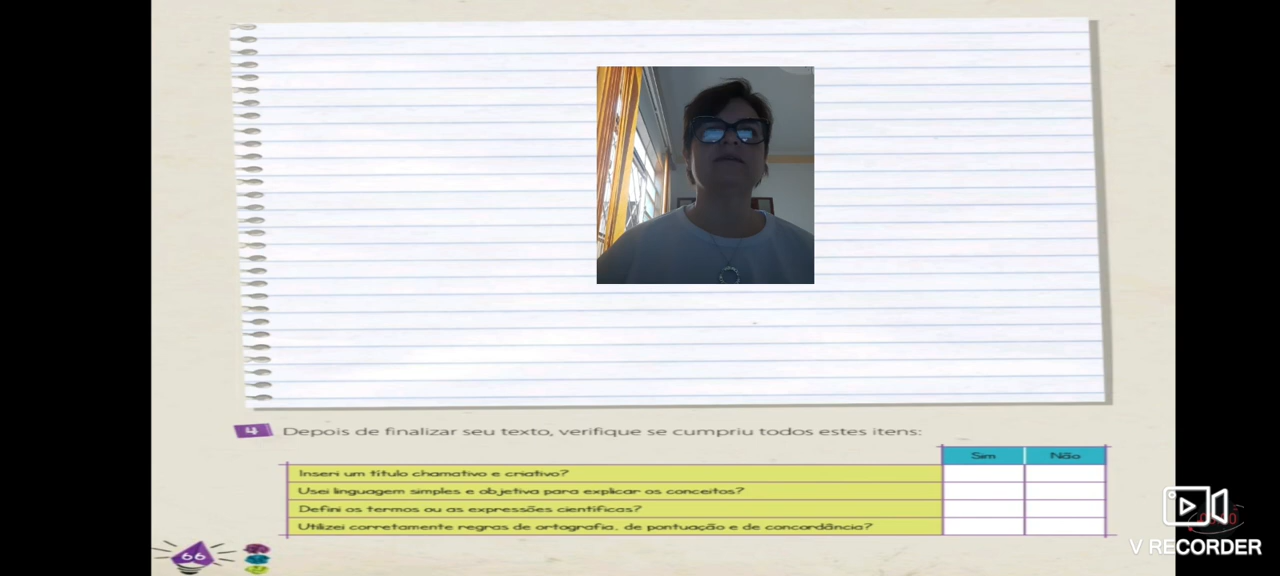 4 Depois de finalizar seu texto, verifique se cumpriu todos estes itens:
Sim Não
Inseri um título chamativo e criativo?
Usei linguagem simples e objetiva para explicar os conceitos?
Defini os termos ou as expressões científicas?
Utilizei corretamente regras de ortografia, de pontuação e de concordância?
66
V RECORDER